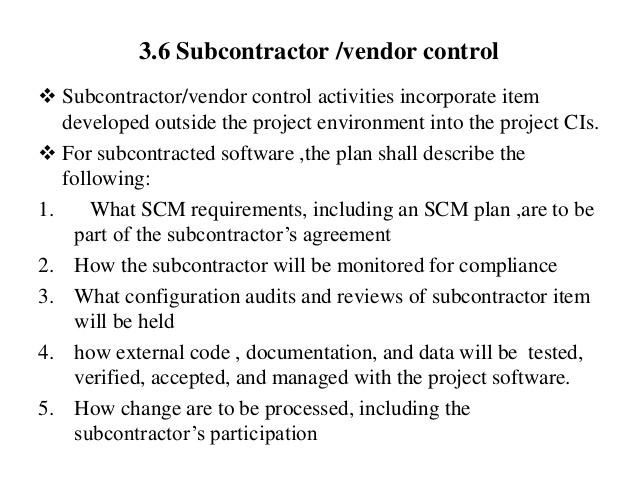 3.6 Subcontractor /vendor control
❖ Subcontractor/vendor control activities incorporate item
developed outside the project environment into the project CIs.
❖ For subcontracted software ,the plan shall describe the
following:
1. What SCM requirements, including an SCM plan ,are to be
part of the subcontractor’s agreement
2. How the subcontractor will be monitored for compliance
3. What configuration audits and reviews of subcontractor item
will be held
4. how external code , documentation, and data will be tested,
verified, accepted, and managed with the project software.
5. How change are to be processed, including the
subcontractor’s participation